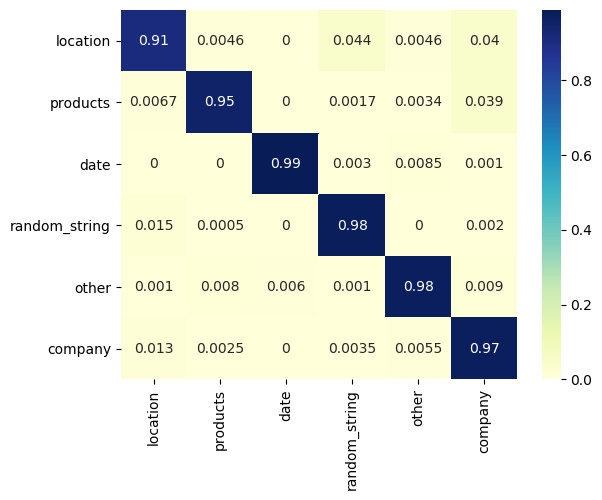 location 0.91 0.0046 0 0.044 0.0046 0.04
products 0.0067 0.95 0 0.0017 0.0034 0.039
date 0 0 0.99 0.003 0.0085 0.001
random_string 0.015 0.0005 0 0.98 0 0.002
other 0.001 0.008 0.006 0.001 0.98 0.009
company 0.013 0.0025 0 0.0035 0.0055 0.97
location products date random_string other company
0.8
0.6
0.4
0.2
0.0